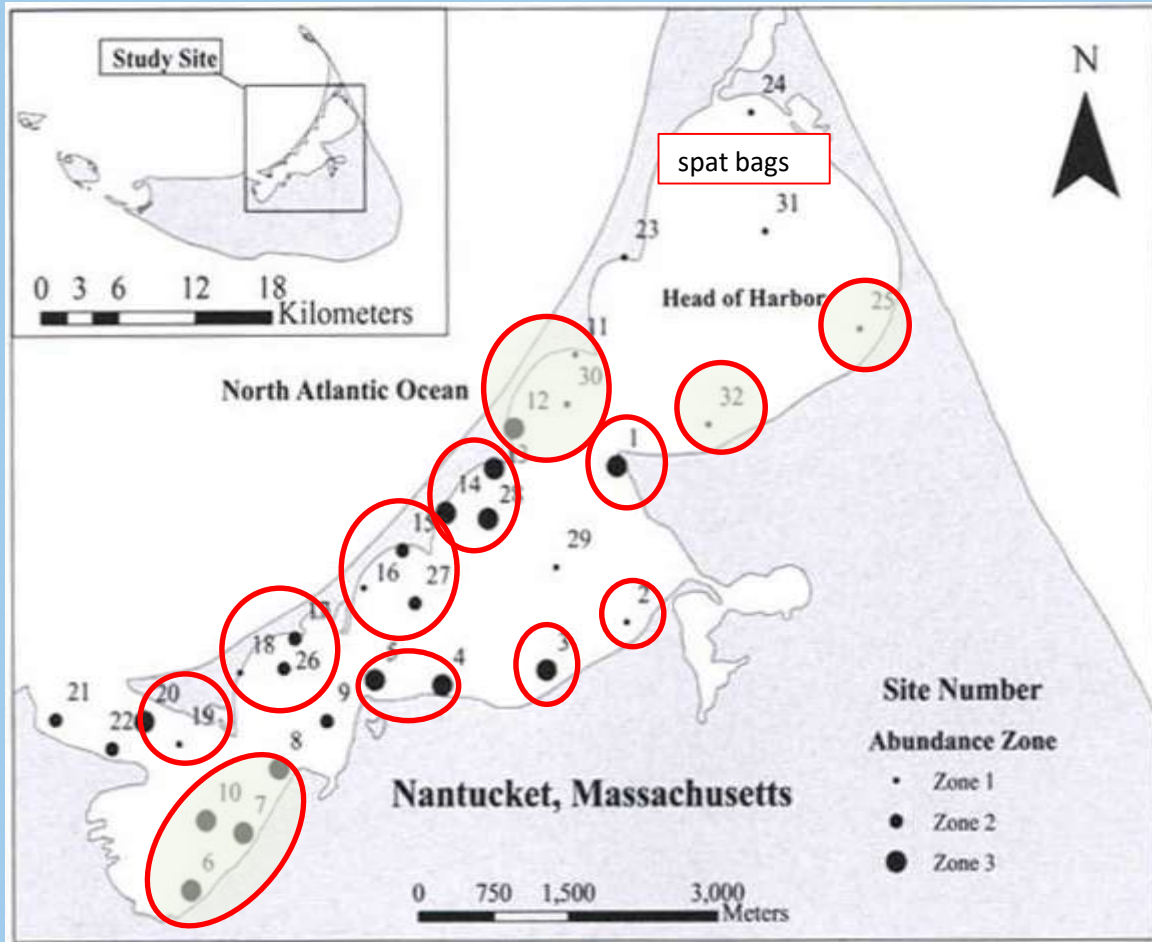 Study Site
0 3 6 12 18
Kilometers
N
24
spat bags
31
23
Head of Harbor
25
11
North Atlantic Ocean
30
12
32
13
1
14
28
15
29
16
27
2
17
18
26
5
4
3
9
21
20
19
22
8
10
7
6
Site Number
Abundance Zone
Zone 1
Zone 2
Zone 3
Nantucket, Massachusetts
0 750 1,500 3,000
Meters